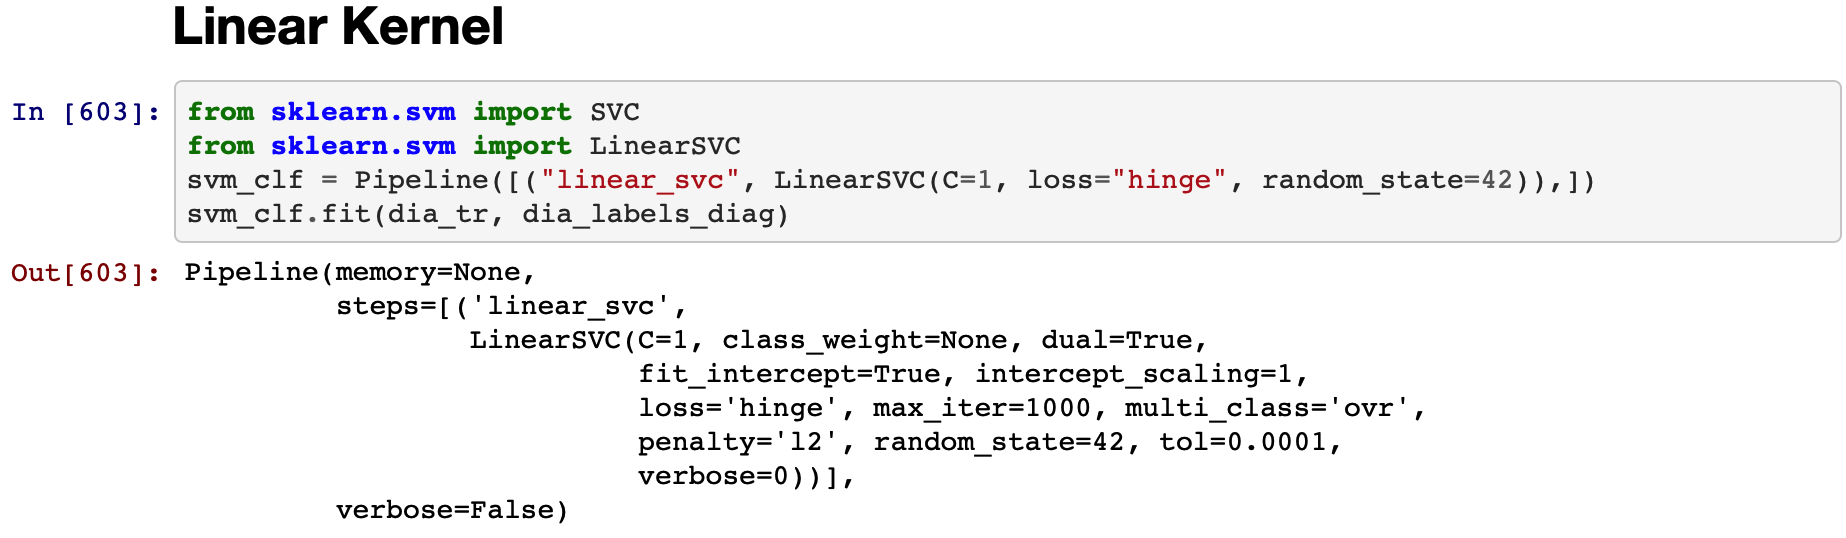 Linear Kernel
In [603]: from sklearn.svm import SVC
from sklearn.svm import LinearSVC
svm_clf = Pipeline([("linear_svc", LinearSVC(C=1, loss="hinge", random_state=42)),])
svm_clf.fit(dia_tr, dia_labels_diag)
Out[603]: Pipeline(memory=None,
steps=[('linear_svc',
LinearSVC(C=1, class_weight=None, dual=True,
fit_intercept=True, intercept_scaling=1,
loss='hinge', max_iter=1000, multi_class='ovr',
penalty='l2', random_state=42, tol=0.0001,
verbose=0))],
verbose=False)